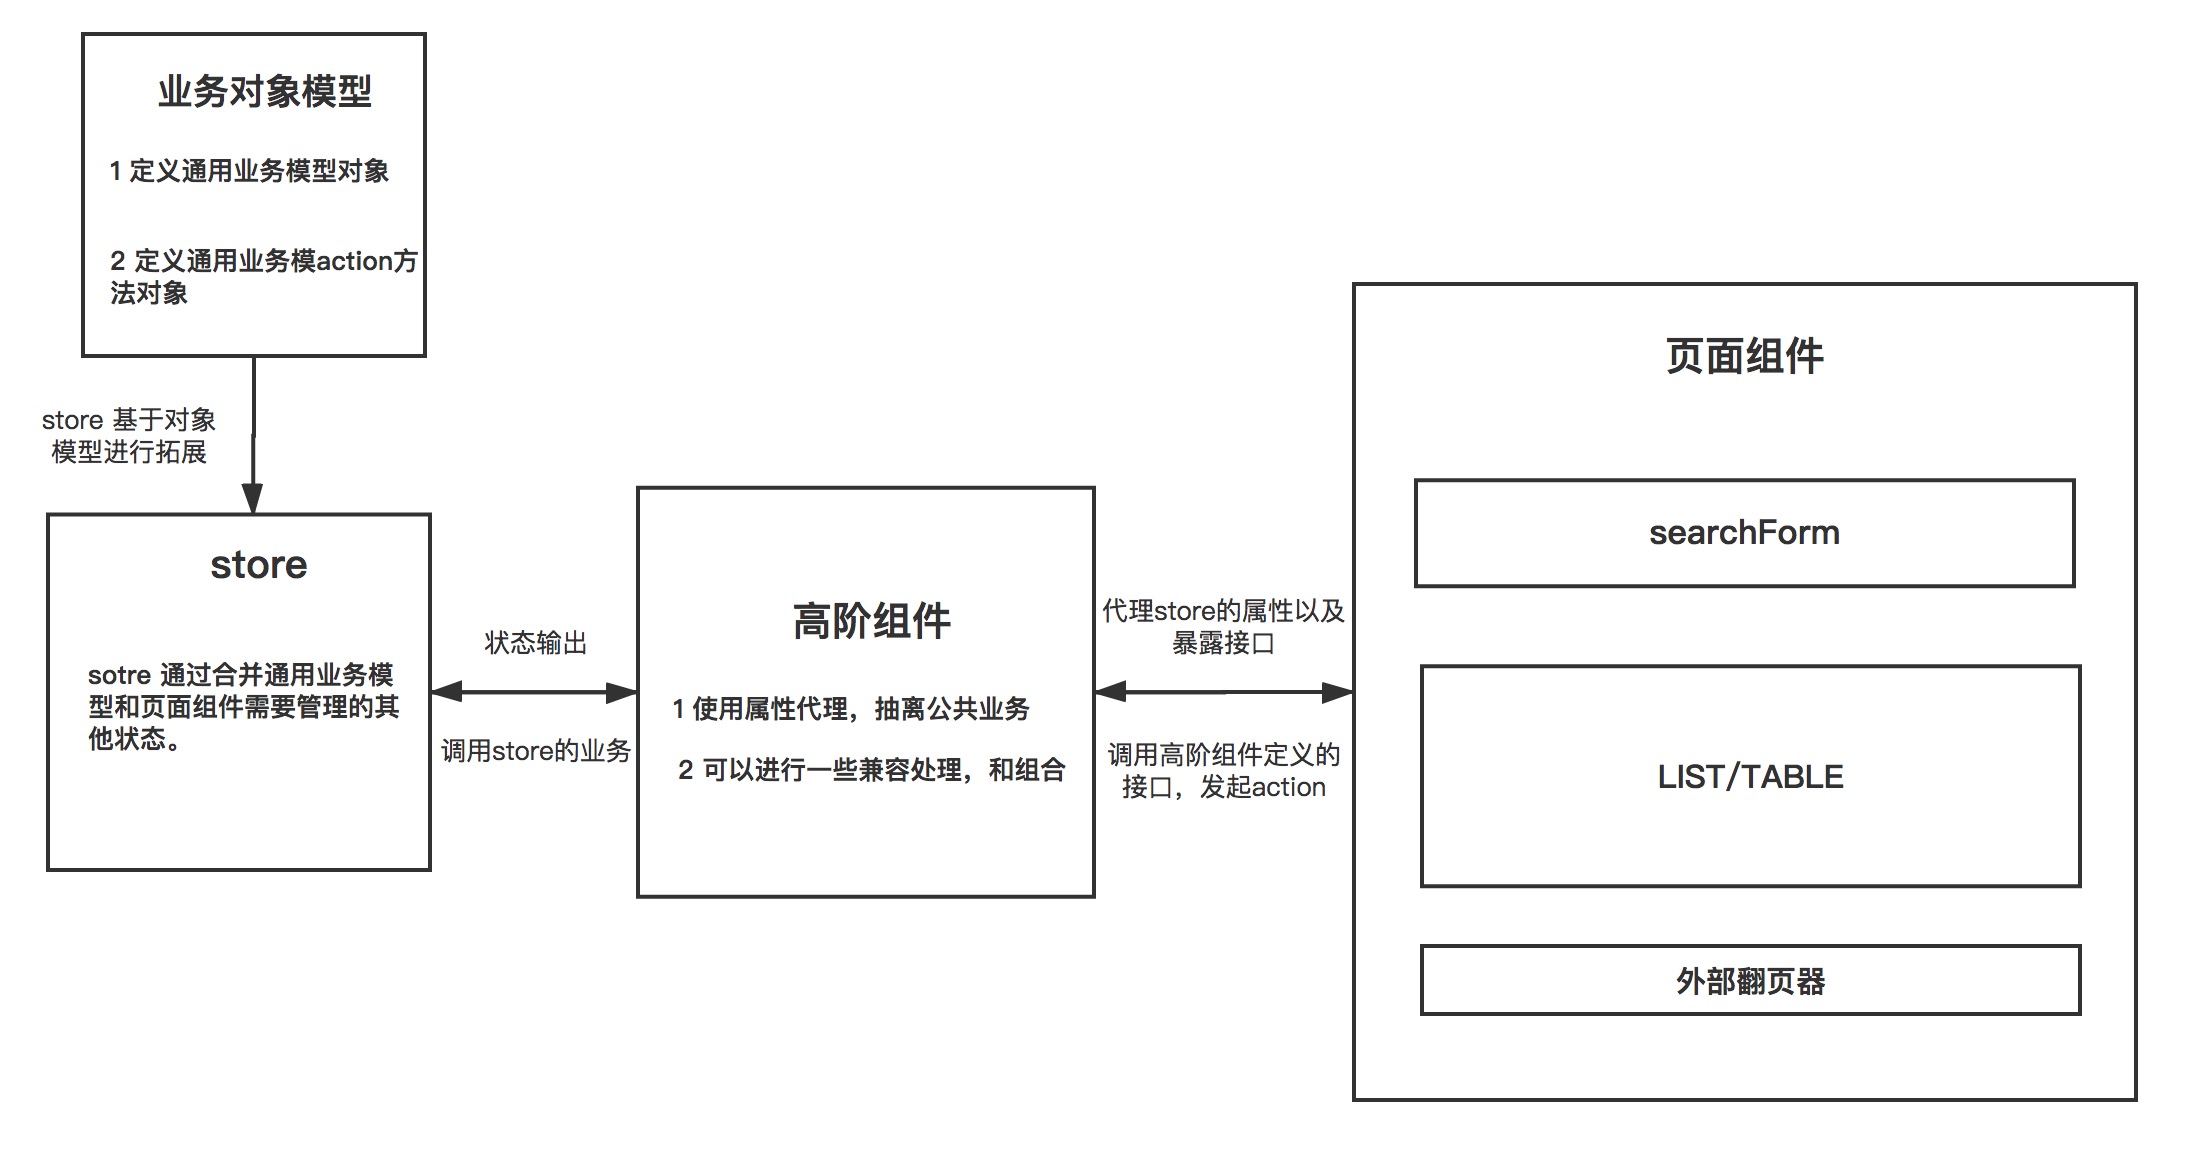 业务对象模型
1 定义通用业务模型对象
2 定义通用业务模action方
法对象
store 基于对象
模型进行拓展
store
sotre 通过合并通用业务模
型和页面组件需要管理的其
他状态。
状态输出
调用store的业务
高阶组件
1 使用属性代理，抽离公共业务
2 可以进行一些兼容处理，和组合
代理store的属性以及
暴露接口
调用高阶组件定义的
接口，发起action
页面组件
searchForm
LIST/TABLE
外部翻页器